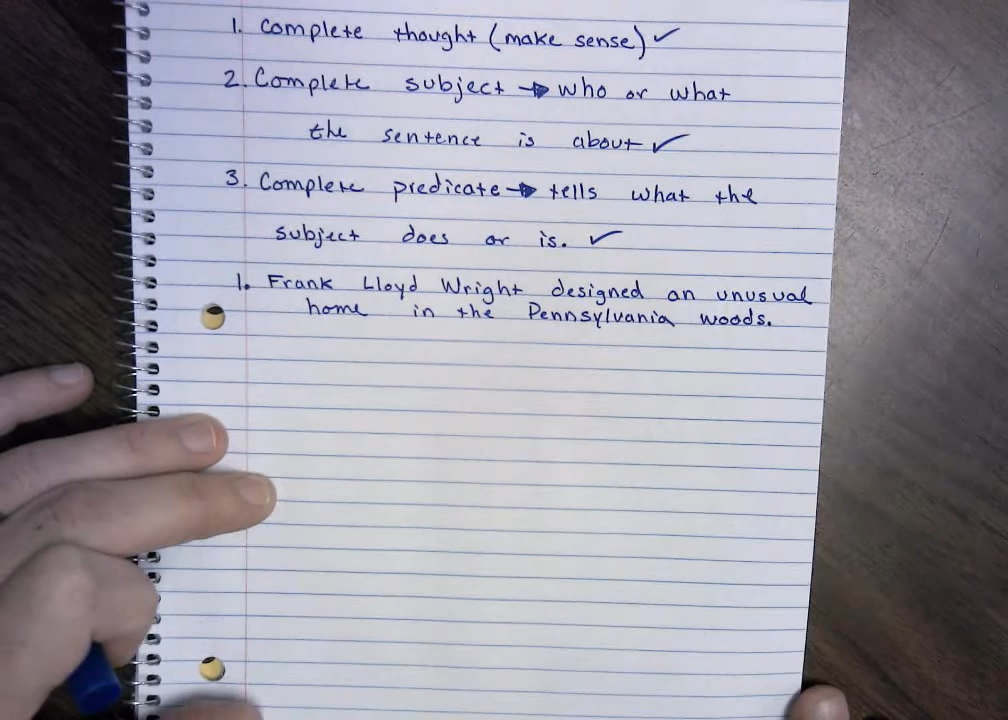 1. Complete thought (make sense) ✓
2. Complete subject → who or what
the sentence is about ✓
3. Complete predicate → tells what the
subject does or is. ✓
1. Frank Lloyd Wright designed an unusual
home in the Pennsylvania woods.